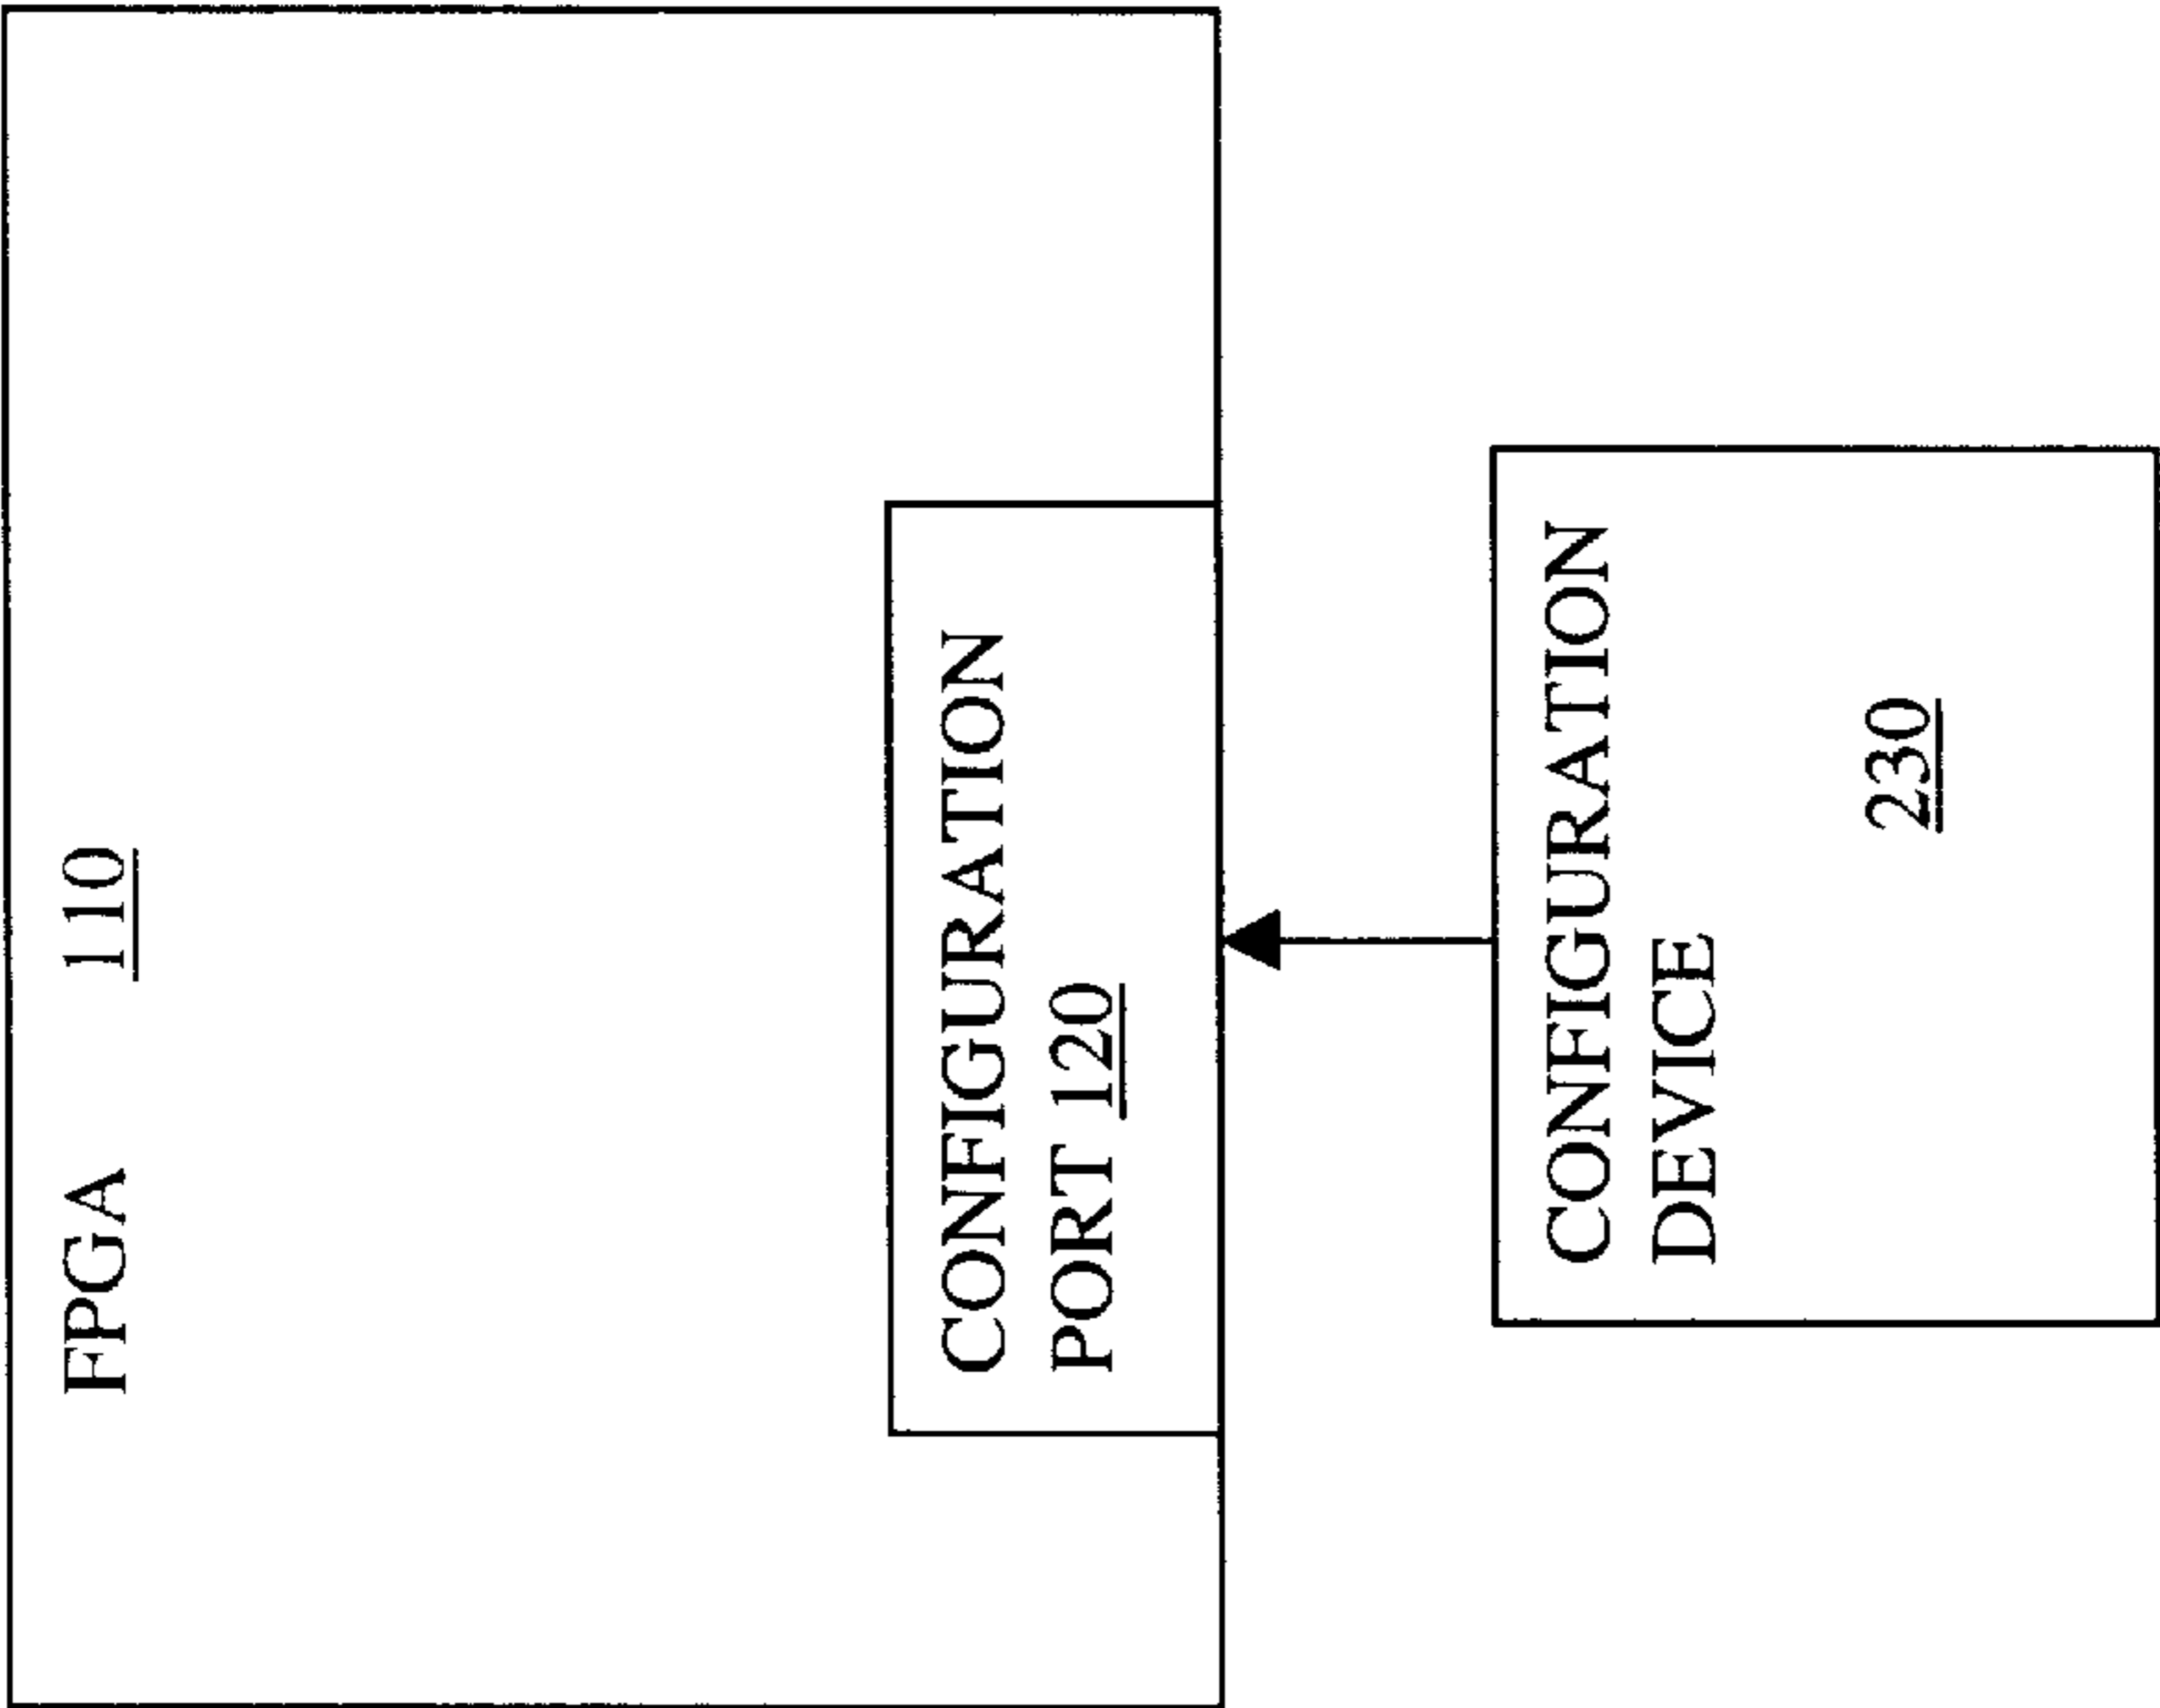 FPGA 110
CONFIGURATION
PORT 120
CONFIGURATION
DEVICE
230